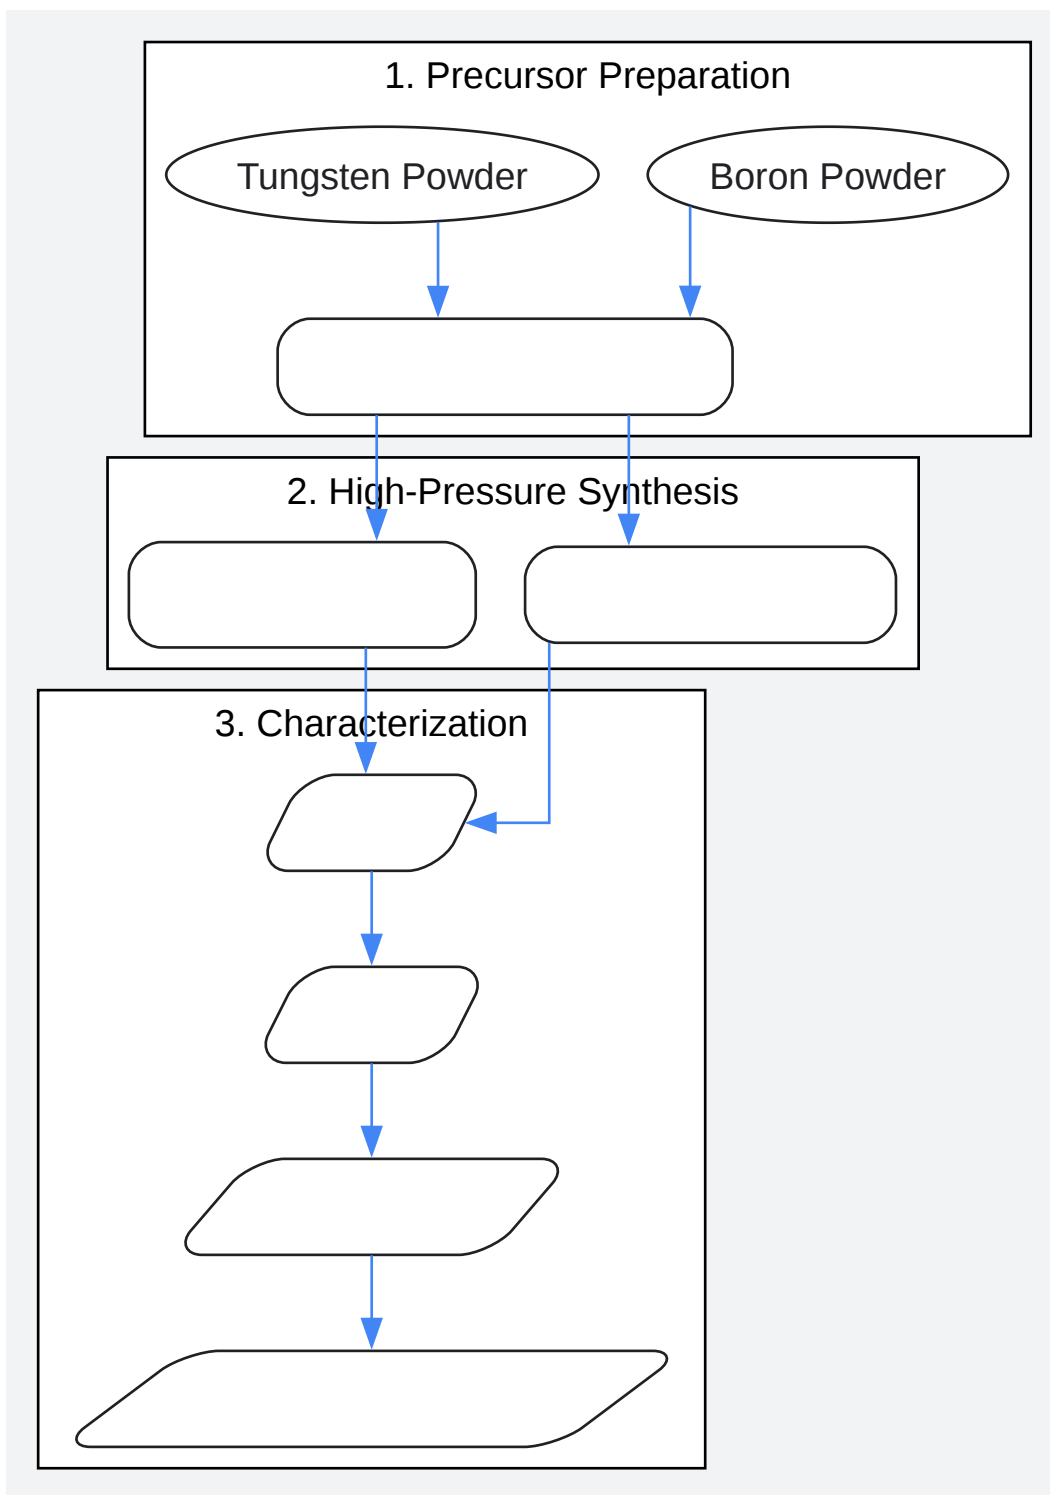 1. Precursor Preparation
Tungsten Powder
Boron Powder
2. High-Pressure Synthesis
3. Characterization